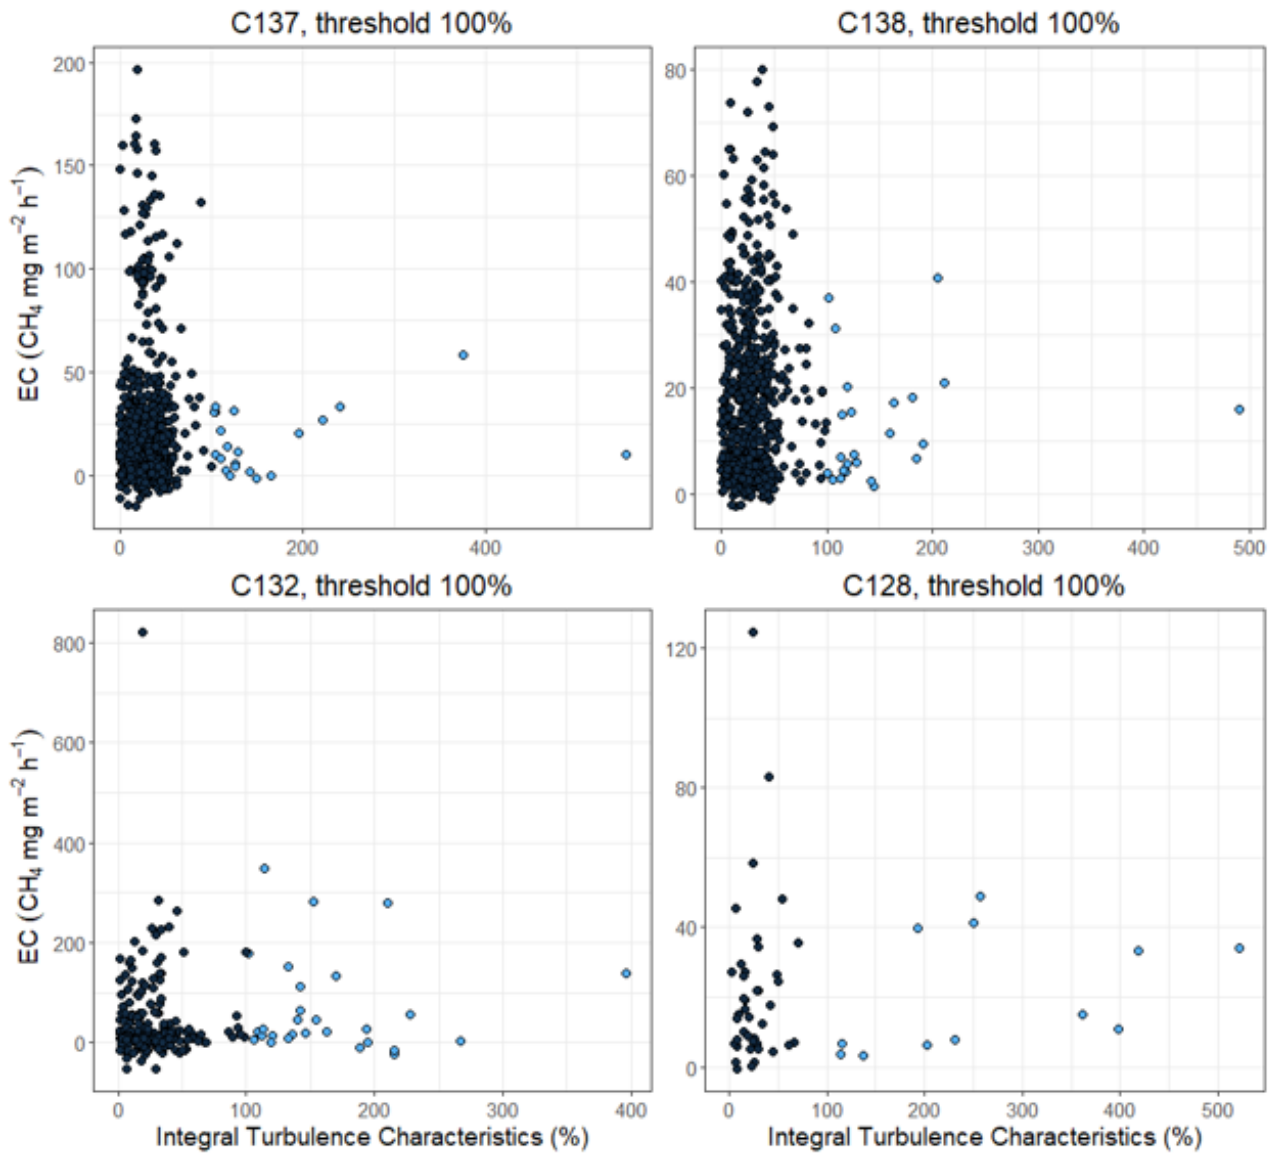 C137, threshold 100%
C138, threshold 100%
EC (CH₄ mg m⁻² h⁻¹)
200
150
100
50
0
0 200 400
80
60
40
20
0
0 100 200 300 400 500
C132, threshold 100%
C128, threshold 100%
EC (CH₄ mg m⁻² h⁻¹)
800
600
400
200
0
0 100 200 300 400
Integral Turbulence Characteristics (%)
120
80
40
0
0 100 200 300 400 500
Integral Turbulence Characteristics (%)